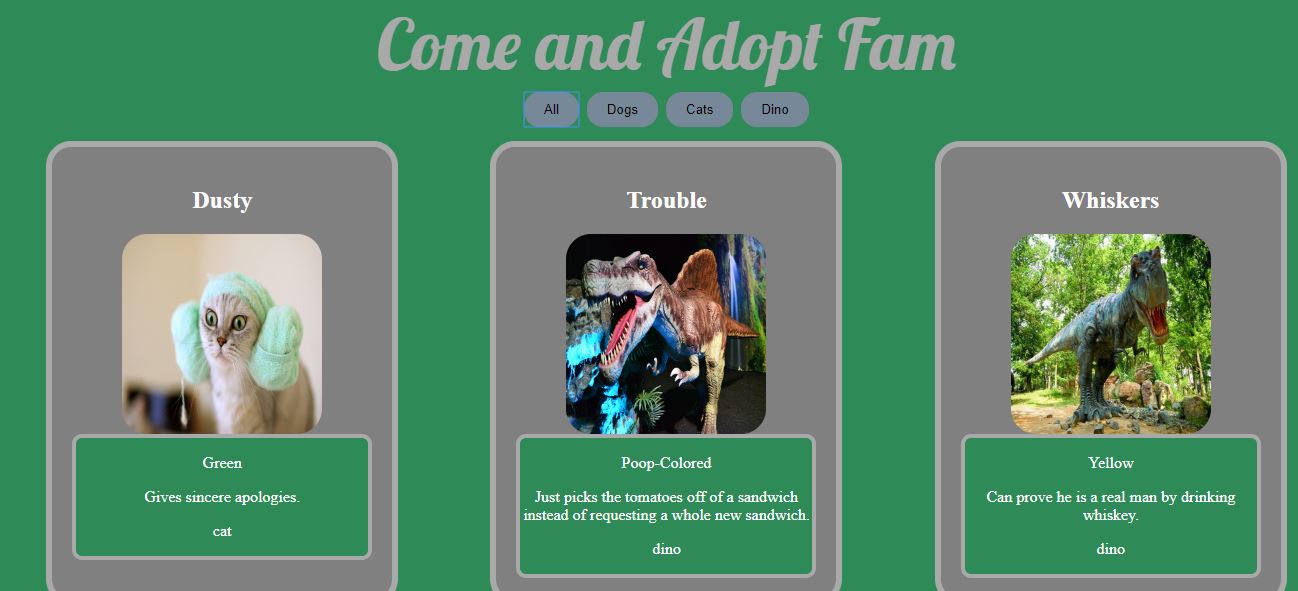 Come and Adopt Fam
All
Dogs
Cats
Dino
Dusty
Green
Gives sincere apologies.
cat
Trouble
Poop-Colored
Just picks the tomatoes off of a sandwich
instead of requesting a whole new sandwich.
dino
Whiskers
Yellow
Can prove he is a real man by drinking
whiskey.
dino